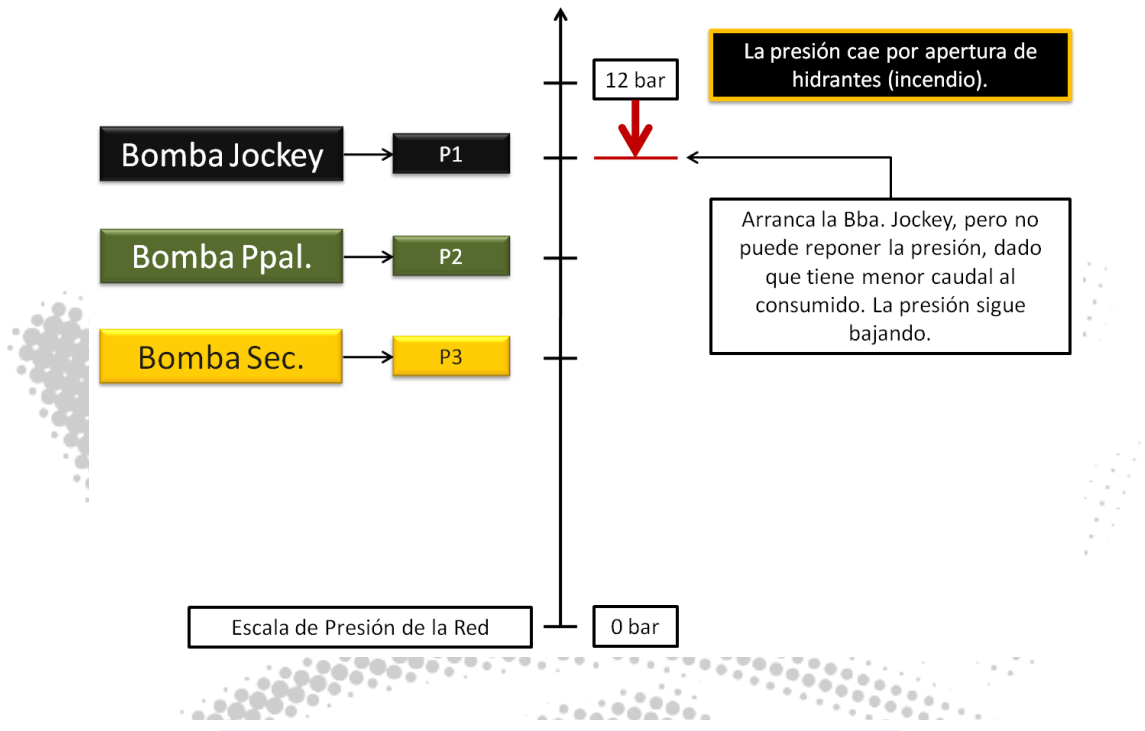 La presión cae por apertura de
hidrantes (incendio).
12 bar
Bomba Jockey
P1
Arranca la Bba. Jockey, pero no
puede reponer la presión, dado
que tiene menor caudal al
consumido. La presión sigue
bajando.
Bomba Ppal.
P2
Bomba Sec.
P3
Escala de Presión de la Red
0 bar